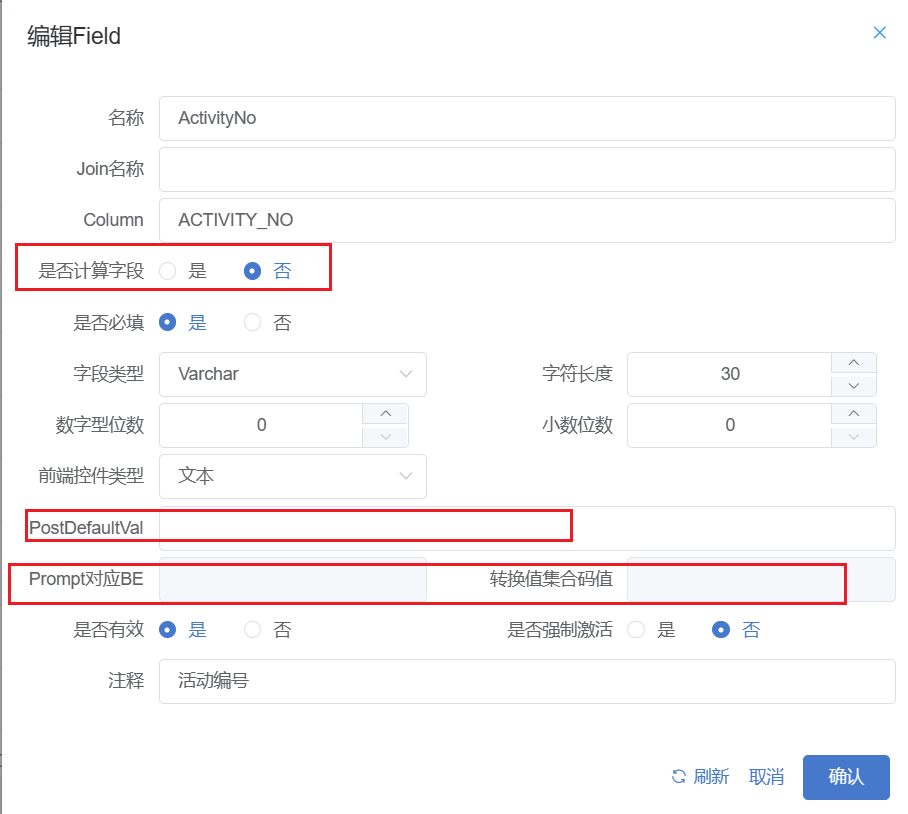 编辑Field
名称 ActivityNo
Join名称
Column ACTIVITY_NO
是否计算字段 是 否
是否必填 是 否
字段类型 Varchar 字符长度 30
数字型位数 0 小数位数 0
前端控件类型 文本
PostDefaultVal
Prompt对应BE 转换值集合码值
是否有效 是 否 是否强制激活 是 否
注释 活动编号
刷新 取消 确认